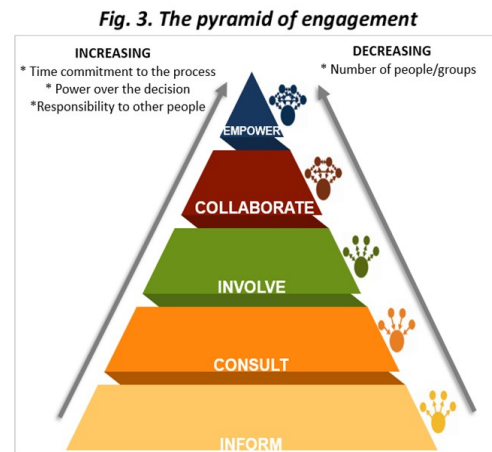 Fig. 3. The pyramid of engagement
INCREASING
* Time commitment to the process
* Power over the decision
*Responsibility to other people
DECREASING
* Number of people/groups
EMPOWER
COLLABORATE
INVOLVE
CONSULT
INFORM